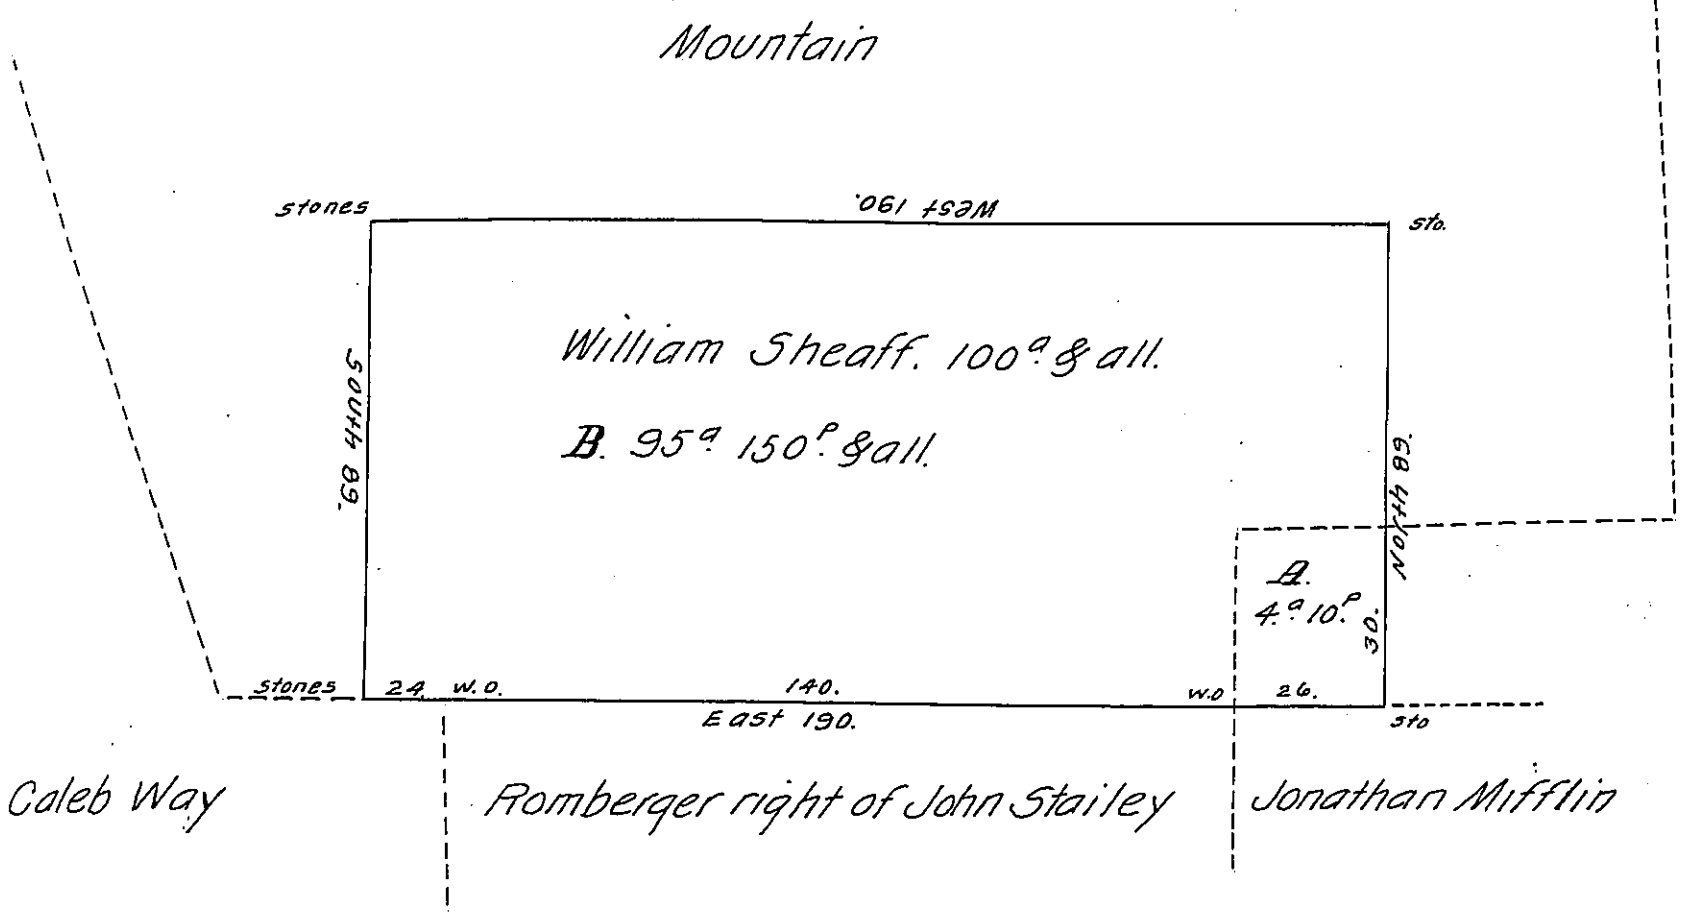 Mountain
stones
West 190.
sto.
William Sheaff. 100ª & all.
South 89.
B. 95ª 150ᴾ & all.
North 89.
A.
4.ª 10ᴾ.
30.
stones
24
W.O.
140.
W.O
26.
East 190.
sto
Caleb Way
Romberger right of John Stailey
Jonathan Mifflin